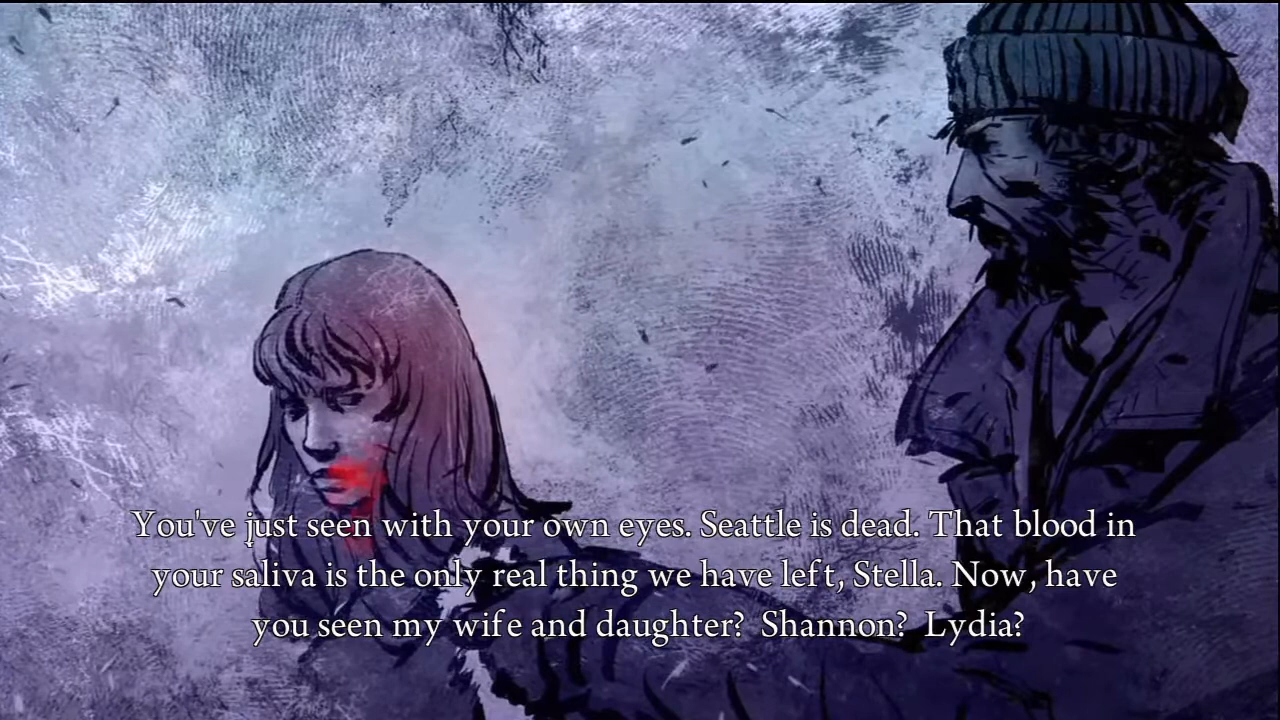 You've just seen with your own eyes. Seattle is dead. That blood in
your saliva is the only real thing we have left, Stella. Now, have
you seen my wife and daughter?  Shannon?  Lydia?